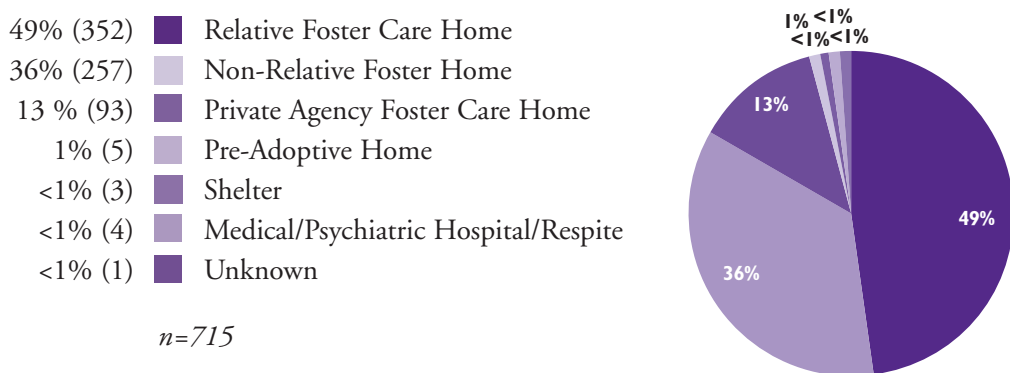 49% (352) Relative Foster Care Home
36% (257) Non-Relative Foster Home
13 % (93) Private Agency Foster Care Home
1% (5) Pre-Adoptive Home
<1% (3) Shelter
<1% (4) Medical/Psychiatric Hospital/Respite
<1% (1) Unknown
n=715
1% <1%
<1% <1%
13%
49%
36%